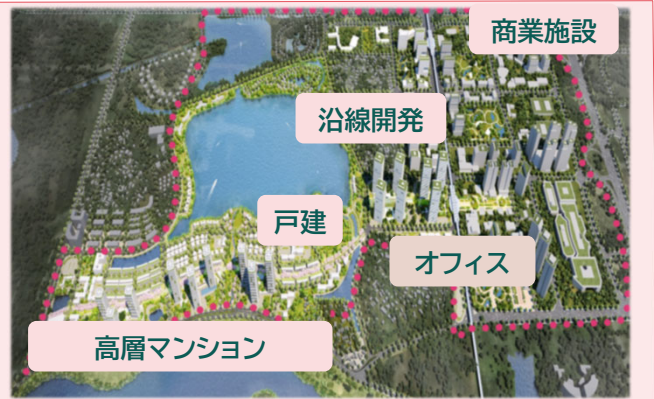 商業施設
沿線開発
戸建
オフィス
高層マンション